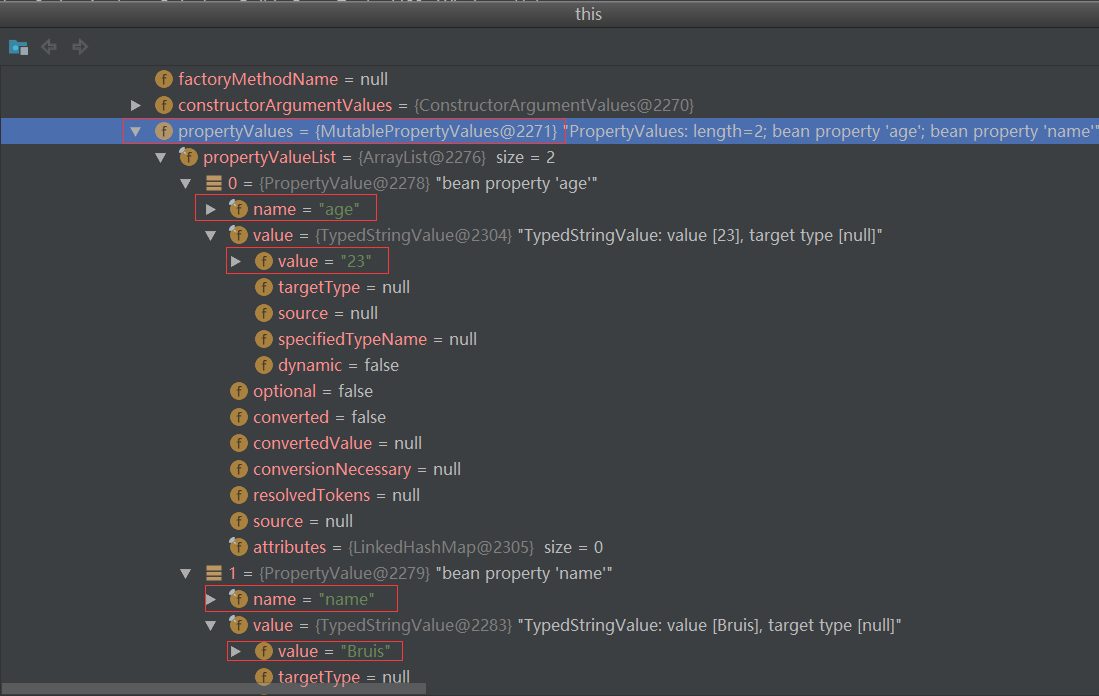 this
factoryMethodName = null
constructorArgumentValues = {ConstructorArgumentValues@2270}
propertyValues = {MutablePropertyValues@2271} "PropertyValues: length=2; bean property 'age'; bean property 'name'"
propertyValueList = {ArrayList@2276} size = 2
0 = {PropertyValue@2278} "bean property 'age'"
name = "age"
value = {TypedStringValue@2304} "TypedStringValue: value [23], target type [null]"
value = "23"
targetType = null
source = null
specifiedTypeName = null
dynamic = false
optional = false
converted = false
convertedValue = null
conversionNecessary = null
resolvedTokens = null
source = null
attributes = {LinkedHashMap@2305} size = 0
1 = {PropertyValue@2279} "bean property 'name'"
name = "name"
value = {TypedStringValue@2283} "TypedStringValue: value [Bruis], target type [null]"
value = "Bruis"
targetType = null